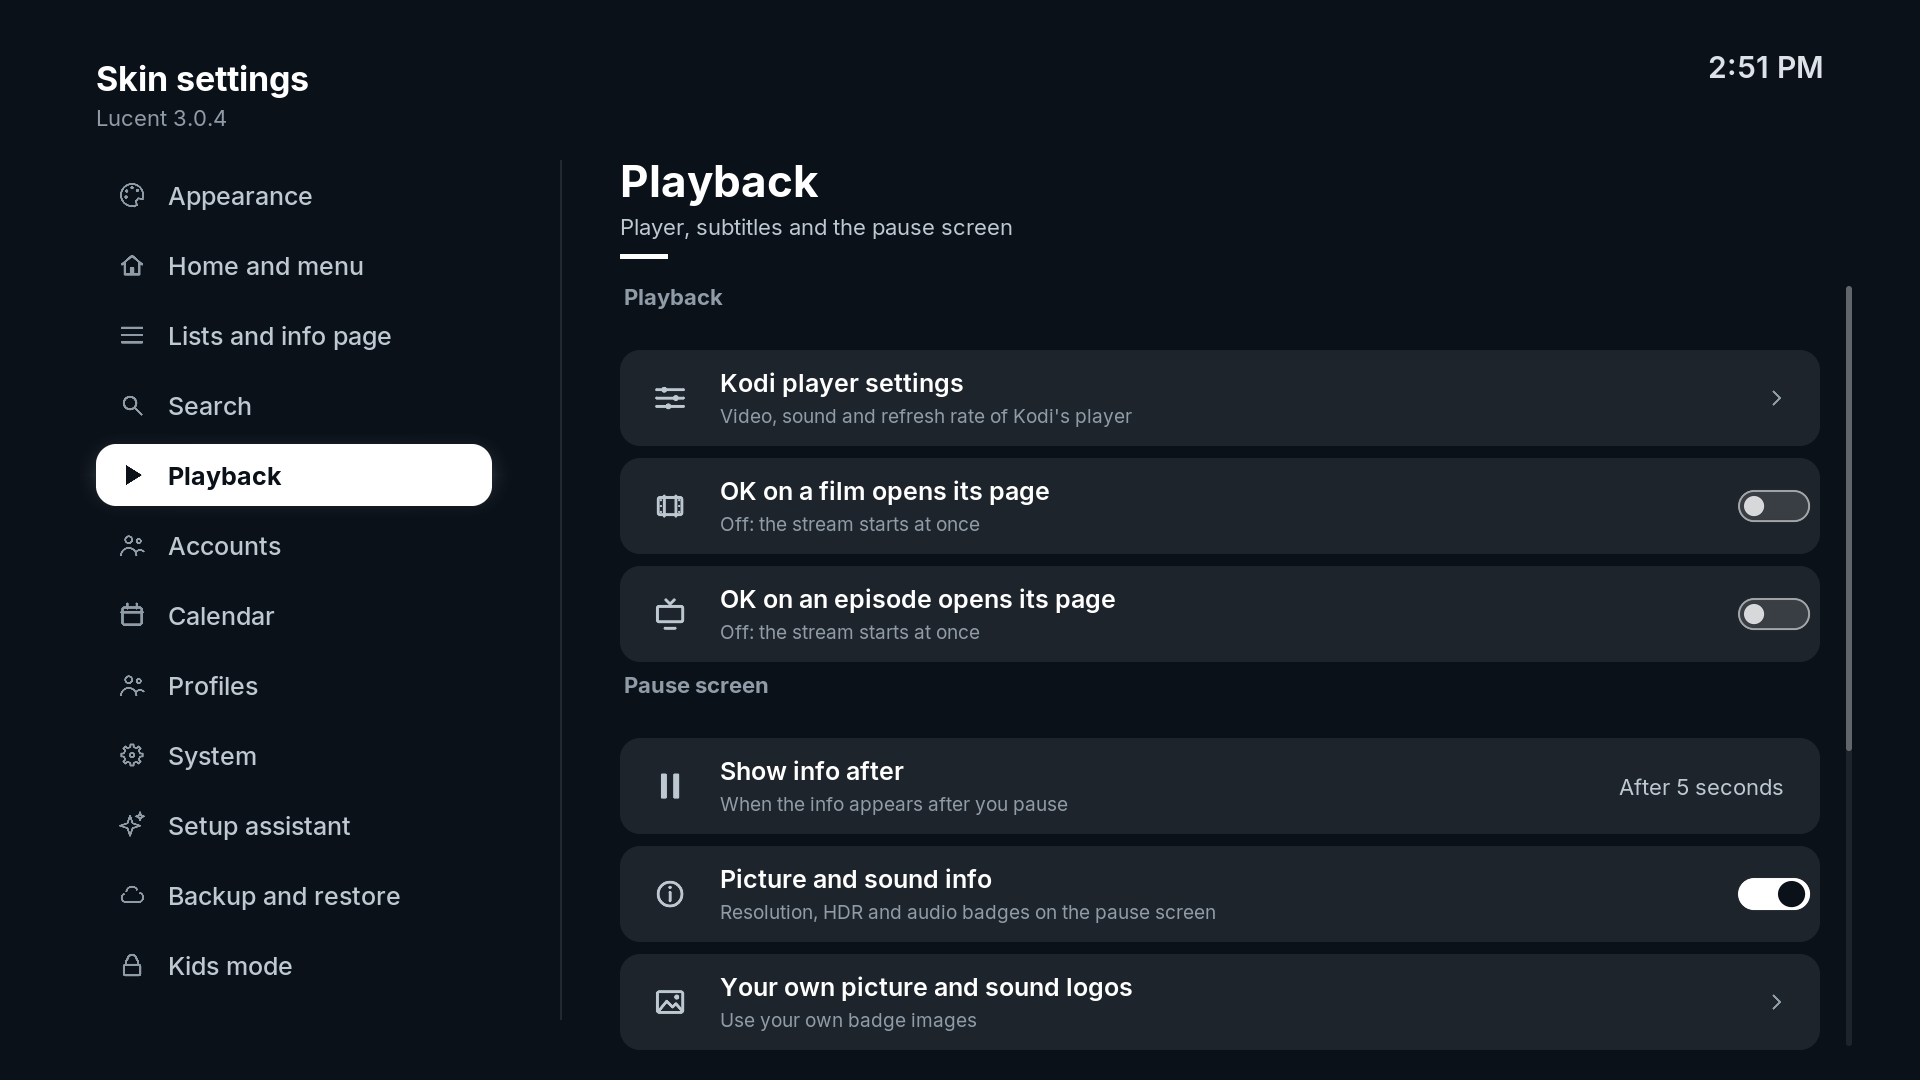 Skin settings
Lucent 3.0.4
2:51 PM
Appearance
Home and menu
Lists and info page
Search
Playback
Accounts
Calendar
Profiles
System
Setup assistant
Backup and restore
Kids mode
Playback
Player, subtitles and the pause screen
Playback
Kodi player settings
Video, sound and refresh rate of Kodi's player
OK on a film opens its page
Off: the stream starts at once
OK on an episode opens its page
Off: the stream starts at once
Pause screen
Show info after
When the info appears after you pause
After 5 seconds
Picture and sound info
Resolution, HDR and audio badges on the pause screen
Your own picture and sound logos
Use your own badge images